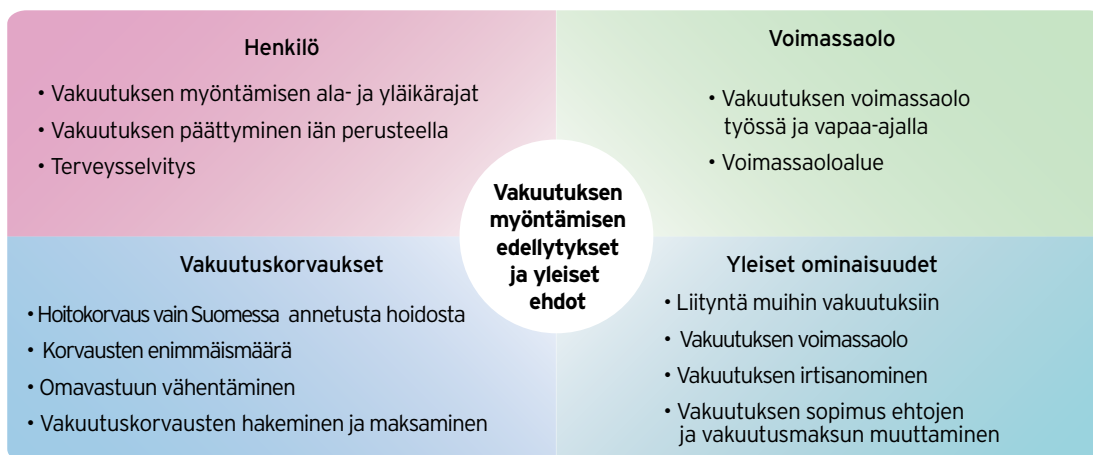 Henkilö
• Vakuutuksen myöntämisen ala- ja yläikärajat
• Vakuutuksen päättyminen iän perusteella
• Terveysselvitys
Voimassaolo
• Vakuutuksen voimassaolo
työssä ja vapaa-ajalla
• Voimassaoloalue
Vakuutuksen
myöntämisen
edellytykset
ja yleiset
ehdot
Vakuutuskorvaukset
• Hoitokorvaus vain Suomessa annetusta hoidosta
• Korvausten enimmäismäärä
• Omavastuun vähentäminen
• Vakuutuskorvausten hakeminen ja maksaminen
Yleiset ominaisuudet
• Liityntä muihin vakuutuksiin
• Vakuutuksen voimassaolo
• Vakuutuksen irtisanominen
• Vakuutuksen sopimus ehtojen
ja vakuutusmaksun muuttaminen